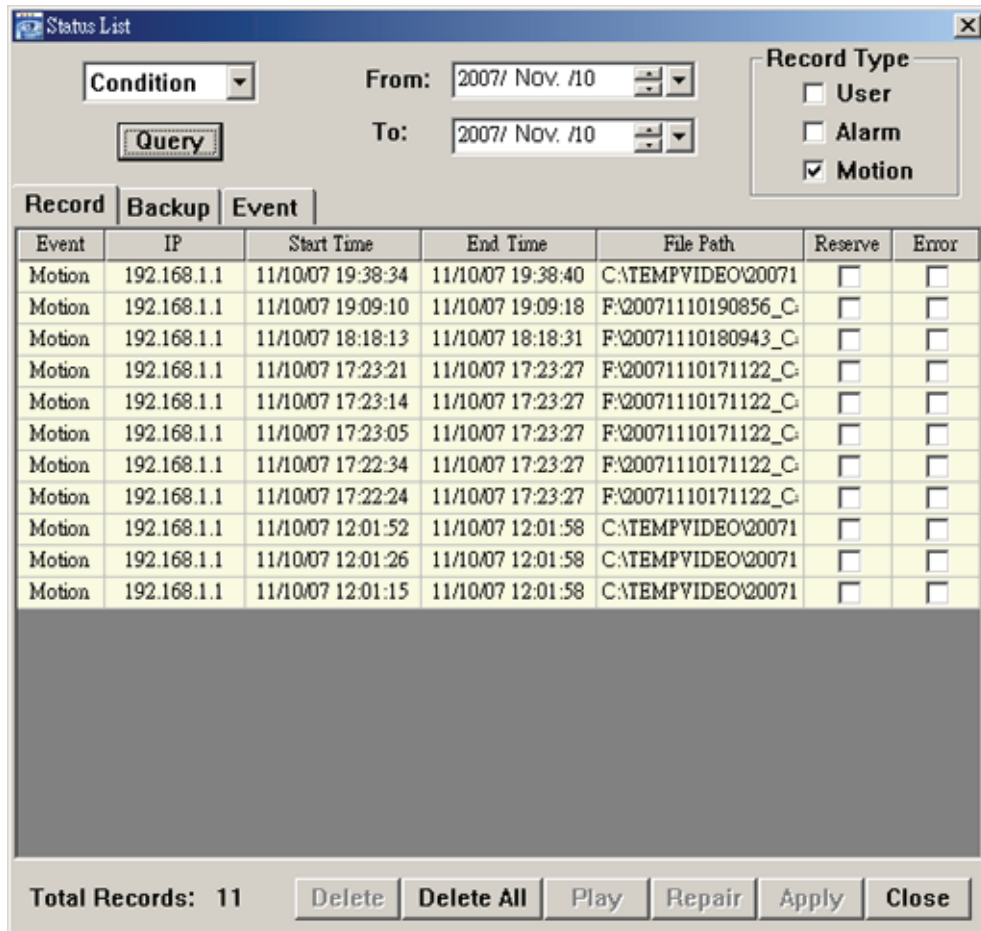 Status List
Condition From: 2007/ Nov. /10 Record Type
User
Query To: 2007/ Nov. /10 Alarm
Motion
Record Backup Event
Event IP Start Time End Time File Path Reserve Error
Motion 192.168.1.1 11/10/07 19:38:34 11/10/07 19:38:40 C:\TEMPVIDEO\20071
Motion 192.168.1.1 11/10/07 19:09:10 11/10/07 19:09:18 F:\20071110190856_C
Motion 192.168.1.1 11/10/07 18:18:13 11/10/07 18:18:31 F:\20071110180943_C
Motion 192.168.1.1 11/10/07 17:23:21 11/10/07 17:23:27 F:\20071110171122_C
Motion 192.168.1.1 11/10/07 17:23:14 11/10/07 17:23:27 F:\20071110171122_C
Motion 192.168.1.1 11/10/07 17:23:05 11/10/07 17:23:27 F:\20071110171122_C
Motion 192.168.1.1 11/10/07 17:22:34 11/10/07 17:23:27 F:\20071110171122_C
Motion 192.168.1.1 11/10/07 17:22:24 11/10/07 17:23:27 F:\20071110171122_C
Motion 192.168.1.1 11/10/07 12:01:52 11/10/07 12:01:58 C:\TEMPVIDEO\20071
Motion 192.168.1.1 11/10/07 12:01:26 11/10/07 12:01:58 C:\TEMPVIDEO\20071
Motion 192.168.1.1 11/10/07 12:01:15 11/10/07 12:01:58 C:\TEMPVIDEO\20071
Total Records: 11 Delete Delete All Play Repair Apply Close